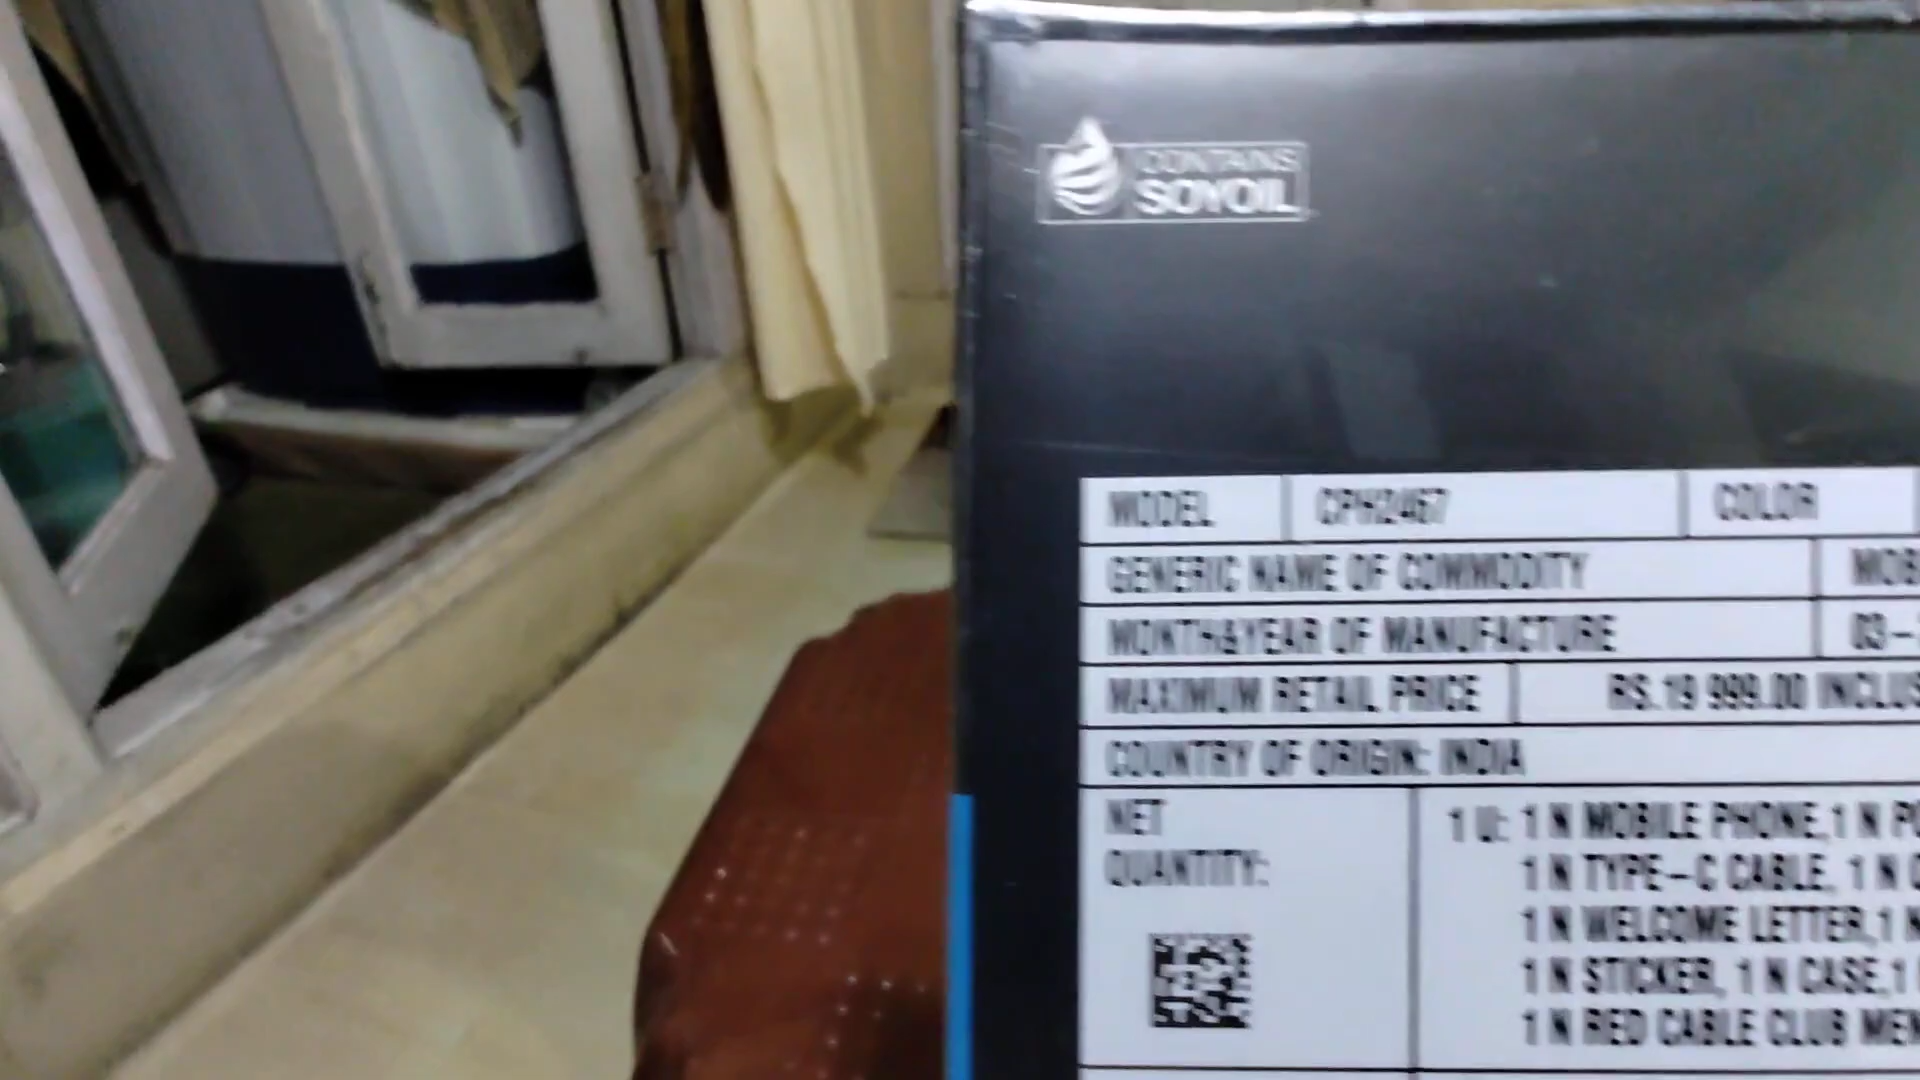 CONTAINS
SOYOIL
MODEL CPH2467 COLOR
GENERIC NAME OF COMMODITY
MONTH&YEAR OF MANUFACTURE 03-
MAXIMUM RETAIL PRICE RS.19 999.00
COUNTRY OF ORIGIN: INDIA
NET
QUANTITY:
1 U: 1 N MOBILE PHONE, 1 N
1 N TYPE-C CABLE, 1 N
1 N WELCOME LETTER, 1
1 N STICKER, 1 N CASE, 1
1 N RED CABLE CLUB